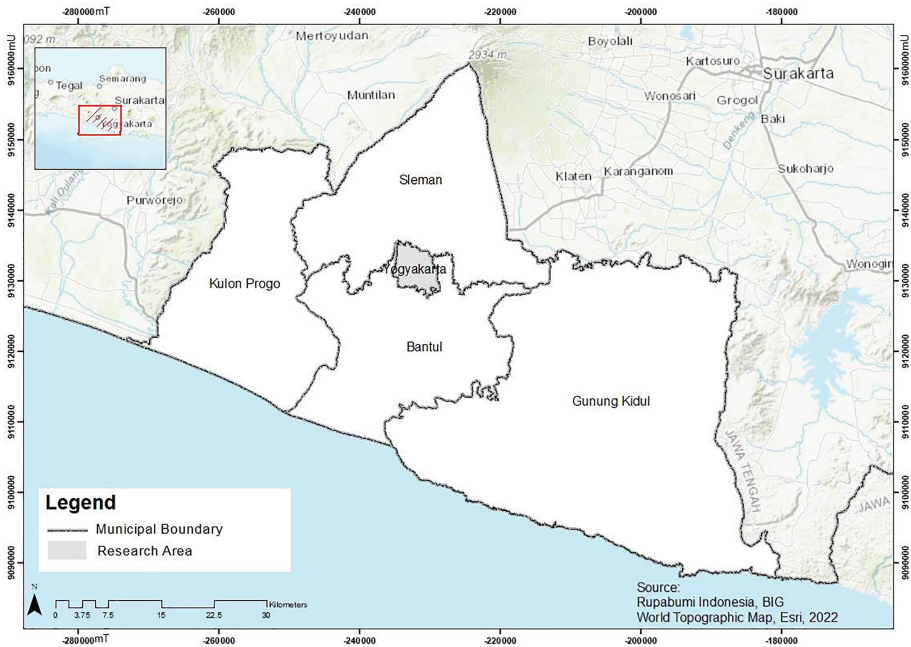 -280000mT -260000 -240000 -220000 -200000 -180000
092 m
Mertoyudan
2934 m
Boyolali
Kartosuro
Surakarta
Semarang
Tegal
Surakarta
Yogyakarta
Muntilan
Wonosari
Grogol
Baki
Denkeng
Sleman
Klaten
Karanganom
Sukoharjo
Kali Dulang
Purworejo
Yogyakarta
Wonogiri
Kulon Progo
Bantul
Gunung Kidul
JAWA TENGAH
JAWA
Legend
Municipal Boundary
Research Area
N
0 3.75 7.5 15 22.5 30 Kilometers
Source:
Rupabumi Indonesia, BIG
World Topographic Map, Esri, 2022
9160000mU
9150000
9140000
9130000
9120000
9110000
9100000
9090000
9160000mU
9150000
9140000
9130000
9120000
9110000
9100000
9090000
-280000mT -260000 -240000 -220000 -200000 -180000